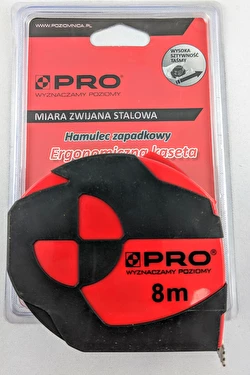 WWW.POZIOMNICA.PL
PRO
WYZNACZAMY POZIOMY
WYSOKA
SZTYWNOŚĆ
TAŚMY
MIARA ZWIJANA STALOWA
Hamulec zapadkowy
Ergonomiczna kaseta
PRO
WYZNACZAMY POZIOMY
8m